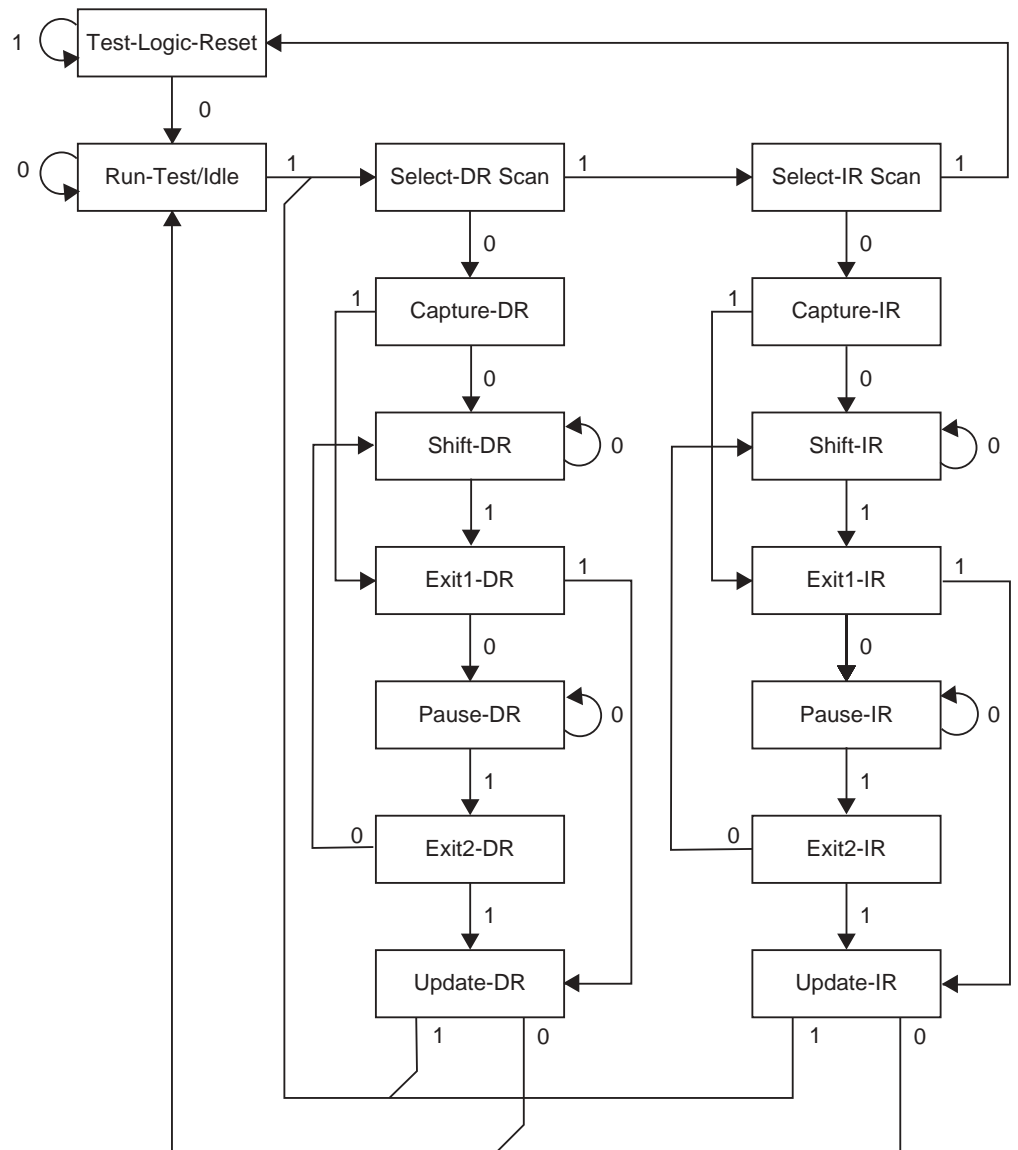 1 Test-Logic-Reset
0
0 Run-Test/Idle 1 Select-DR Scan 1 Select-IR Scan 1
0 0
1 Capture-DR 1 Capture-IR
0 0
Shift-DR 0 Shift-IR 0
1 1
Exit1-DR 1 Exit1-IR 1
0 0
Pause-DR 0 Pause-IR 0
1 1
0 Exit2-DR 0 Exit2-IR
1 1
Update-DR Update-IR
1 0 1 0